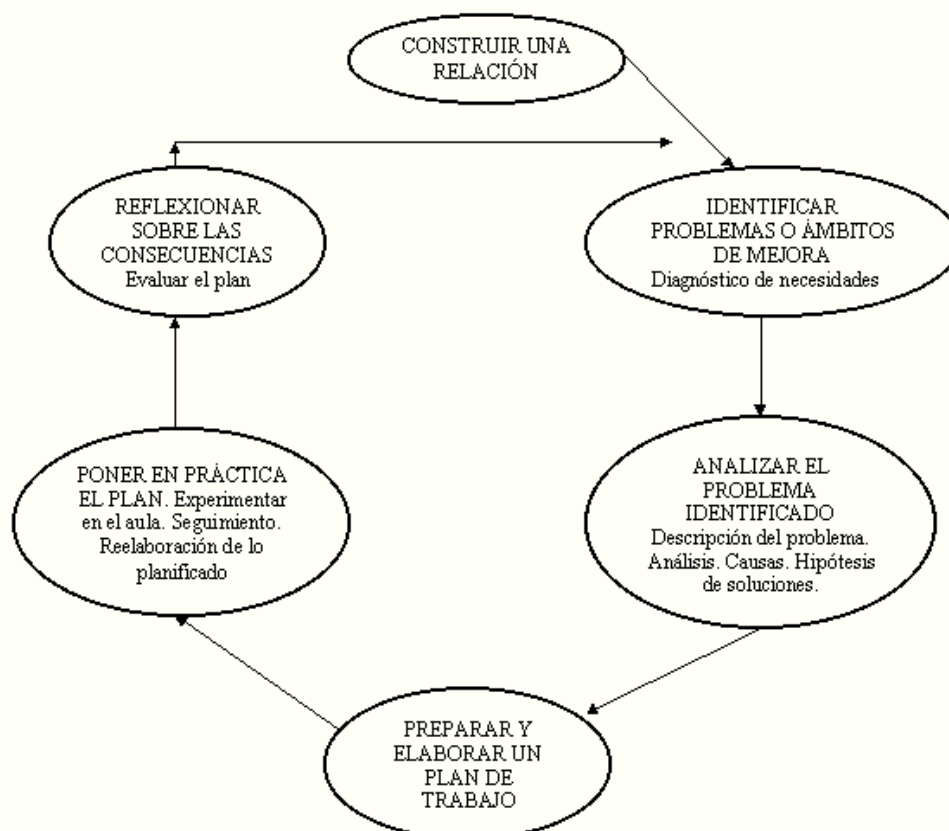 CONSTRUIR UNA
RELACIÓN
IDENTIFICAR
PROBLEMAS O ÁMBITOS
DE MEJORA
Diagnóstico de necesidades
ANALIZAR EL
PROBLEMA
IDENTIFICADO
Descripción del problema.
Análisis. Causas. Hipótesis
de soluciones.
PREPARAR Y
ELABORAR UN
PLAN DE
TRABAJO
PONER EN PRÁCTICA
EL PLAN. Experimentar
en el aula. Seguimiento.
Reelaboración de lo
planificado
REFLEXIONAR
SOBRE LAS
CONSECUENCIAS
Evaluar el plan